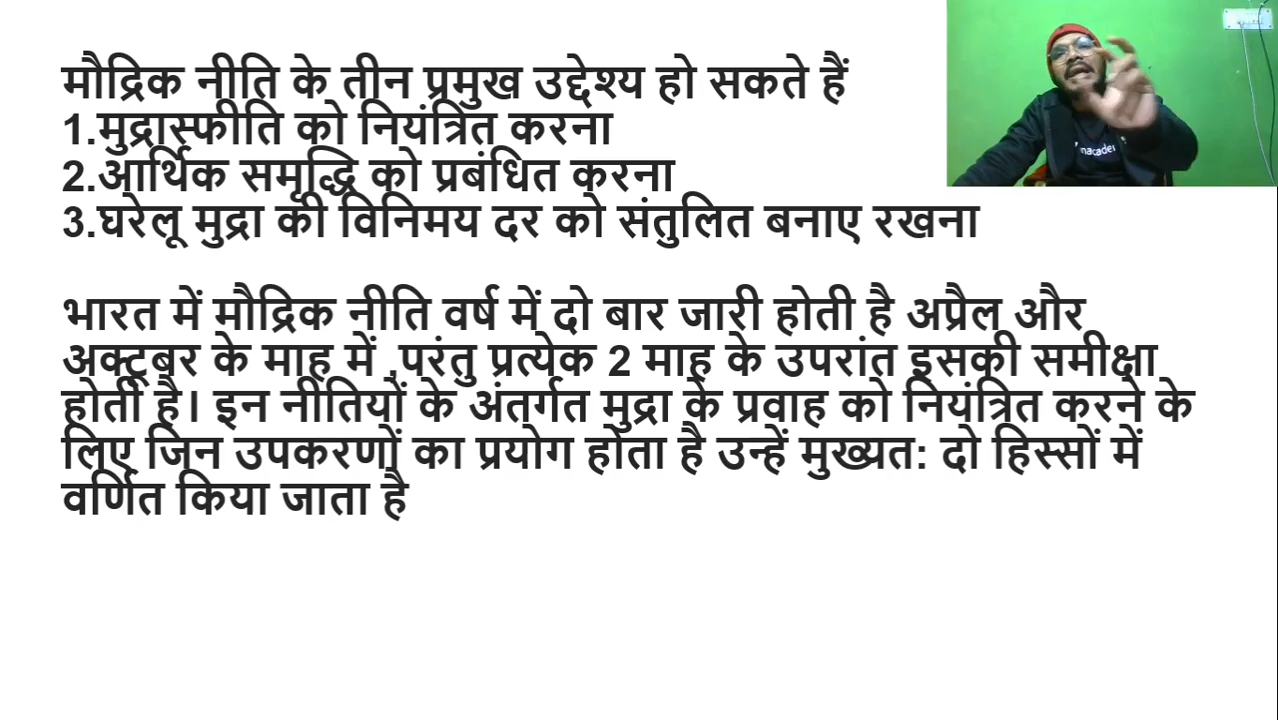 मौद्रिक नीति के तीन प्रमुख उद्देश्य हो सकते हैं
1.मुद्रास्फीति को नियंत्रित करना
2.आर्थिक समृद्धि को प्रबंधित करना
3.घरेलू मुद्रा की विनिमय दर को संतुलित बनाए रखना
भारत में मौद्रिक नीति वर्ष में दो बार जारी होती है अप्रैल और
अक्टूबर के माह में ,परंतु प्रत्येक 2 माह के उपरांत इसकी समीक्षा
होती है। इन नीतियों के अंतर्गत मुद्रा के प्रवाह को नियंत्रित करने के
लिए जिन उपकरणों का प्रयोग होता है उन्हें मुख्यत: दो हिस्सों में
वर्णित किया जाता है